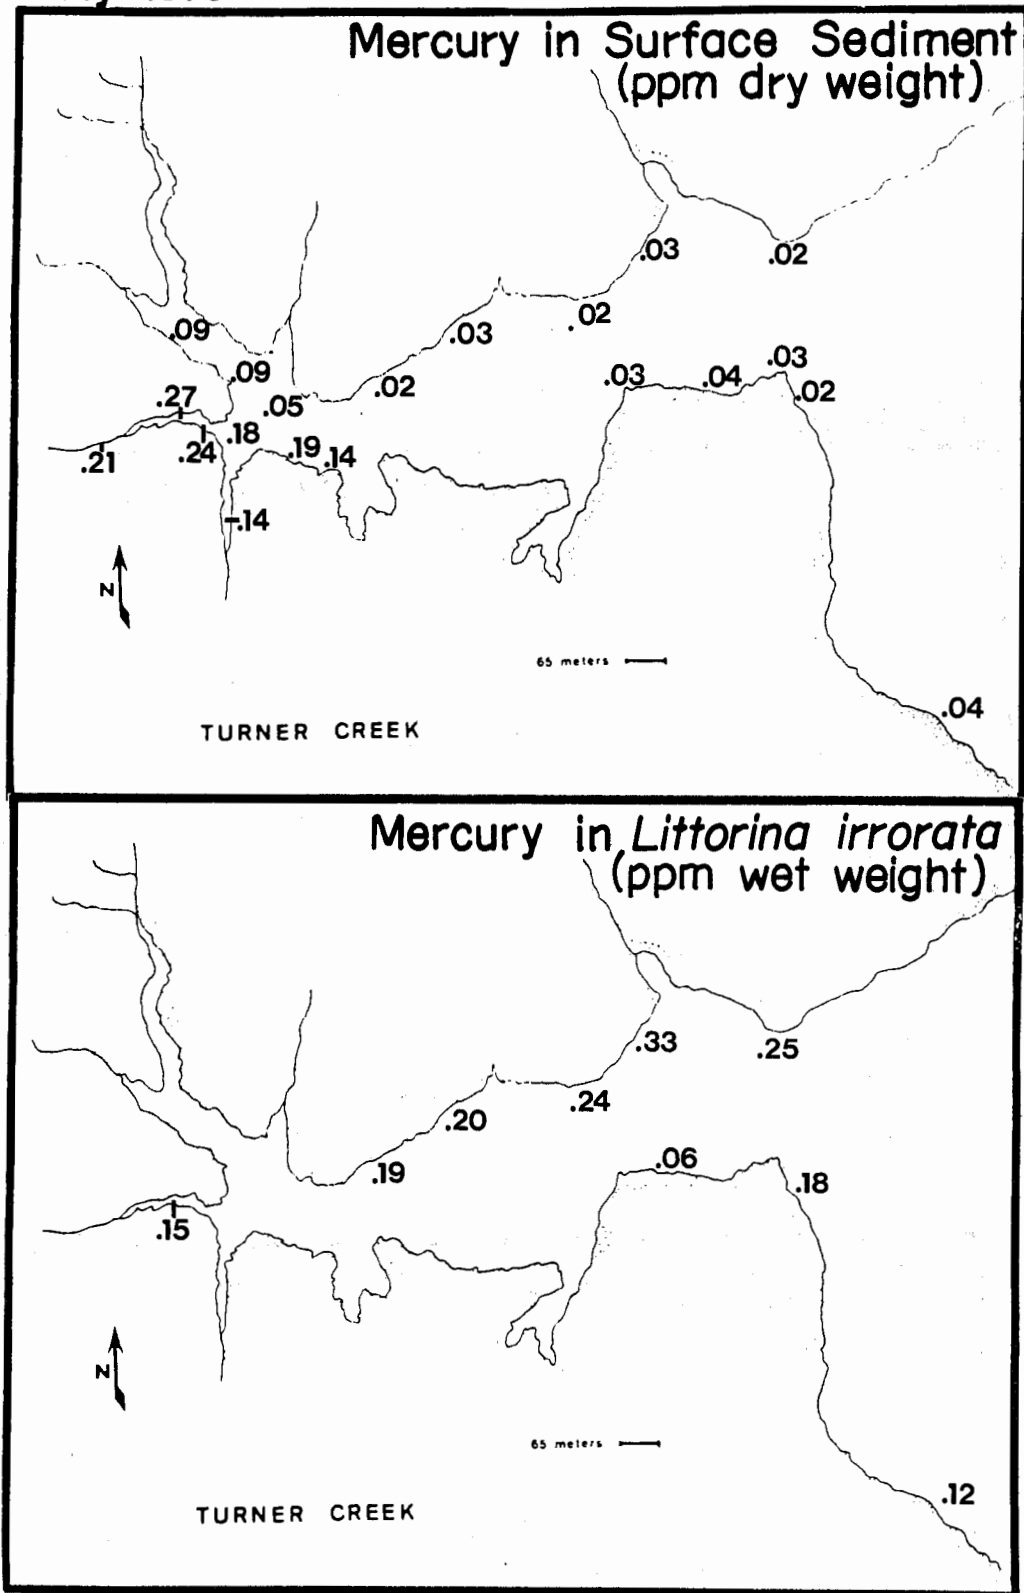 Mercury in Surface Sediment
(ppm dry weight)
.03
.02
.02
.03
.09
.03
.03
.04
.02
.09
.02
.27
.05
.18
.19
.14
.24
.21
.14
N
65 meters
.04
TURNER CREEK
Mercury in Littorina irrorata
(ppm wet weight)
.33
.25
.24
.20
.06
.19
.18
.15
N
65 meters
.12
TURNER CREEK